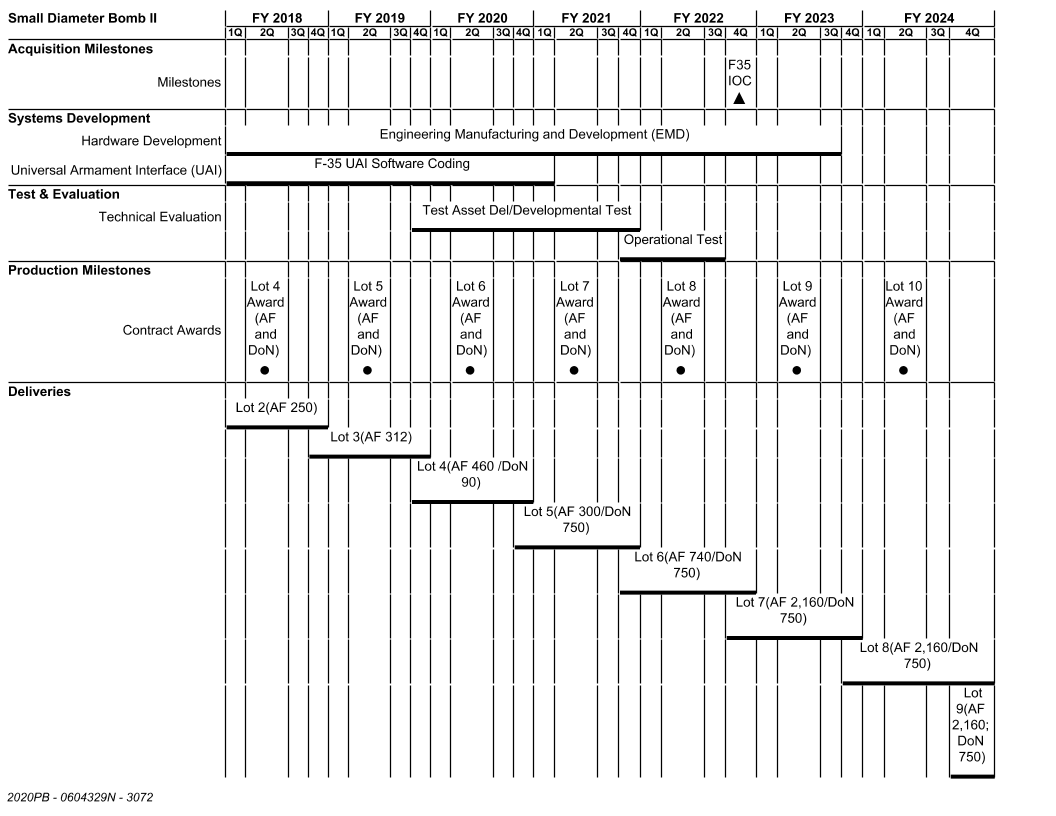 Small Diameter Bomb II FY 2018 FY 2019 FY 2020 FY 2021 FY 2022 FY 2023 FY 2024
1Q 2Q 3Q 4Q 1Q 2Q 3Q 4Q 1Q 2Q 3Q 4Q 1Q 2Q 3Q 4Q 1Q 2Q 3Q 4Q 1Q 2Q 3Q 4Q 1Q 2Q 3Q 4Q
Acquisition Milestones
F35
Milestones IOC
Systems Development
Hardware Development Engineering Manufacturing and Development (EMD)
Universal Armament Interface (UAI) F-35 UAI Software Coding
Test & Evaluation
Technical Evaluation Test Asset Del/Developmental Test
Operational Test
Production Milestones
Lot 4 Lot 5 Lot 6 Lot 7 Lot 8 Lot 9 Lot 10
Award Award Award Award Award Award Award
(AF (AF (AF (AF (AF (AF (AF
Contract Awards and and and and and and and
DoN) DoN) DoN) DoN) DoN) DoN) DoN)
Deliveries
Lot 2(AF 250)
Lot 3(AF 312)
Lot 4(AF 460 /DoN
90)
Lot 5(AF 300/DoN
750)
Lot 6(AF 740/DoN
750)
Lot 7(AF 2,160/DoN
750)
Lot 8(AF 2,160/DoN
750)
Lot
9(AF
2,160;
DoN
750)
2020PB - 0604329N - 3072